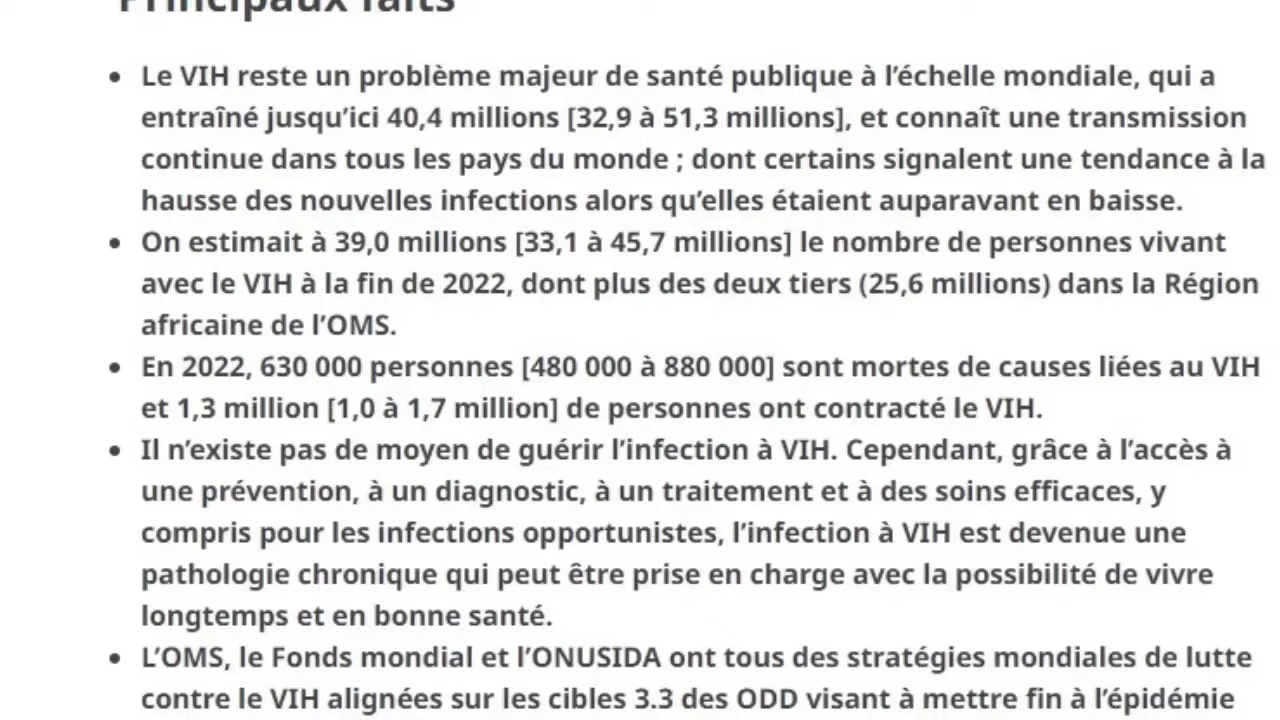 Principaux faits
• Le VIH reste un problème majeur de santé publique à l’échelle mondiale, qui a
entraîné jusqu’ici 40,4 millions [32,9 à 51,3 millions], et connaît une transmission
continue dans tous les pays du monde ; dont certains signalent une tendance à la
hausse des nouvelles infections alors qu’elles étaient auparavant en baisse.
• On estimait à 39,0 millions [33,1 à 45,7 millions] le nombre de personnes vivant
avec le VIH à la fin de 2022, dont plus des deux tiers (25,6 millions) dans la Région
africaine de l’OMS.
• En 2022, 630 000 personnes [480 000 à 880 000] sont mortes de causes liées au VIH
et 1,3 million [1,0 à 1,7 million] de personnes ont contracté le VIH.
• Il n’existe pas de moyen de guérir l’infection à VIH. Cependant, grâce à l’accès à
une prévention, à un diagnostic, à un traitement et à des soins efficaces, y
compris pour les infections opportunistes, l’infection à VIH est devenue une
pathologie chronique qui peut être prise en charge avec la possibilité de vivre
longtemps et en bonne santé.
• L’OMS, le Fonds mondial et l’ONUSIDA ont tous des stratégies mondiales de lutte
contre le VIH alignées sur les cibles 3.3 des ODD visant à mettre fin à l’épidémie